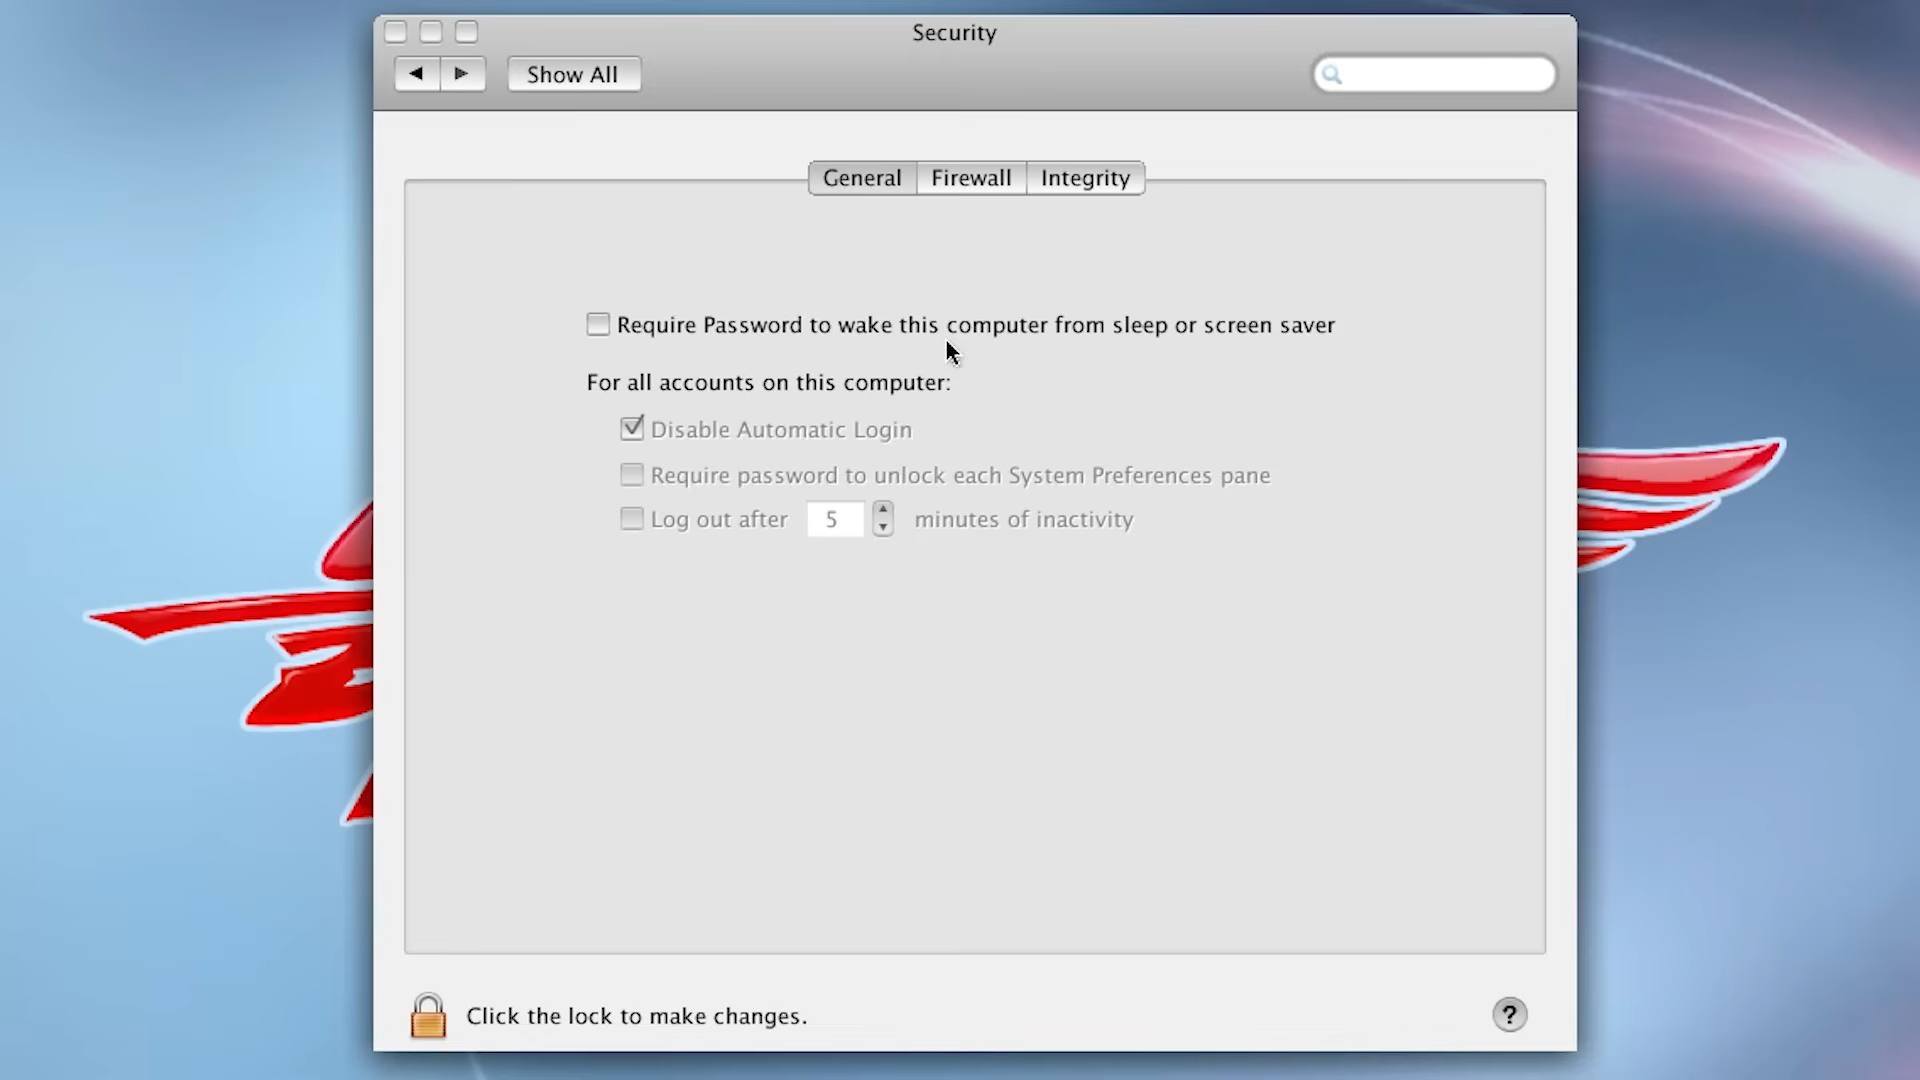 Security
Show All
General Firewall Integrity
Require Password to wake this computer from sleep or screen saver
For all accounts on this computer:
Disable Automatic Login
Require password to unlock each System Preferences pane
Log out after 5 minutes of inactivity
Click the lock to make changes.
?